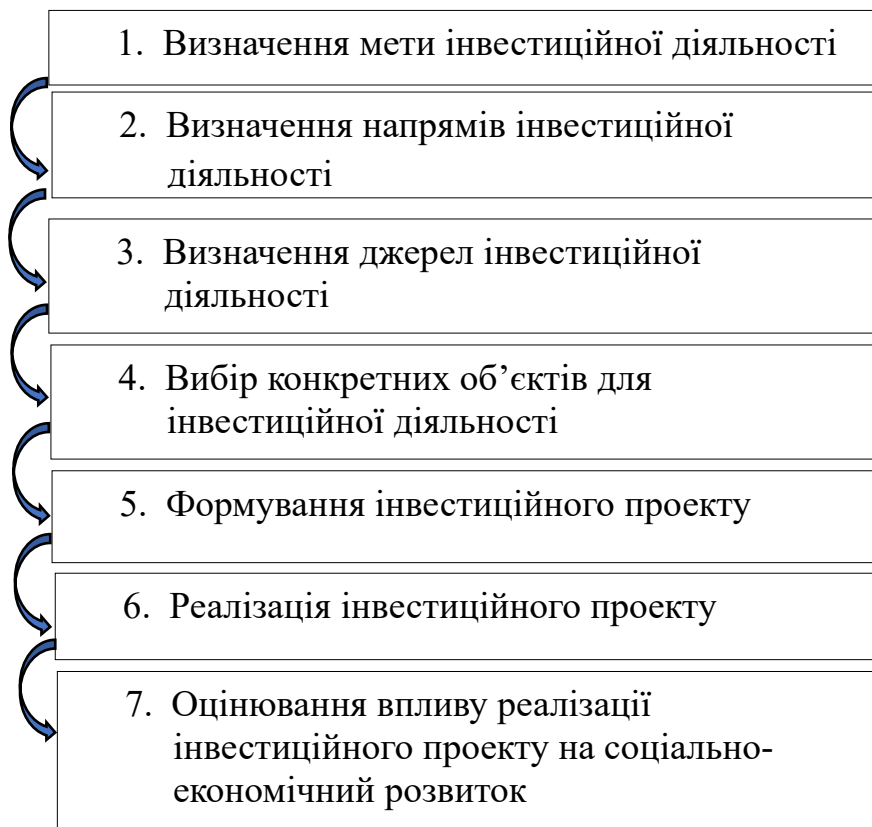 1. Визначення мети інвестиційної діяльності
2. Визначення напрямів інвестиційної
діяльності
3. Визначення джерел інвестиційної
діяльності
4. Вибір конкретних об’єктів для
інвестиційної діяльності
5. Формування інвестиційного проекту
6. Реалізація інвестиційного проекту
7. Оцінювання впливу реалізації
інвестиційного проекту на соціально-
економічний розвиток